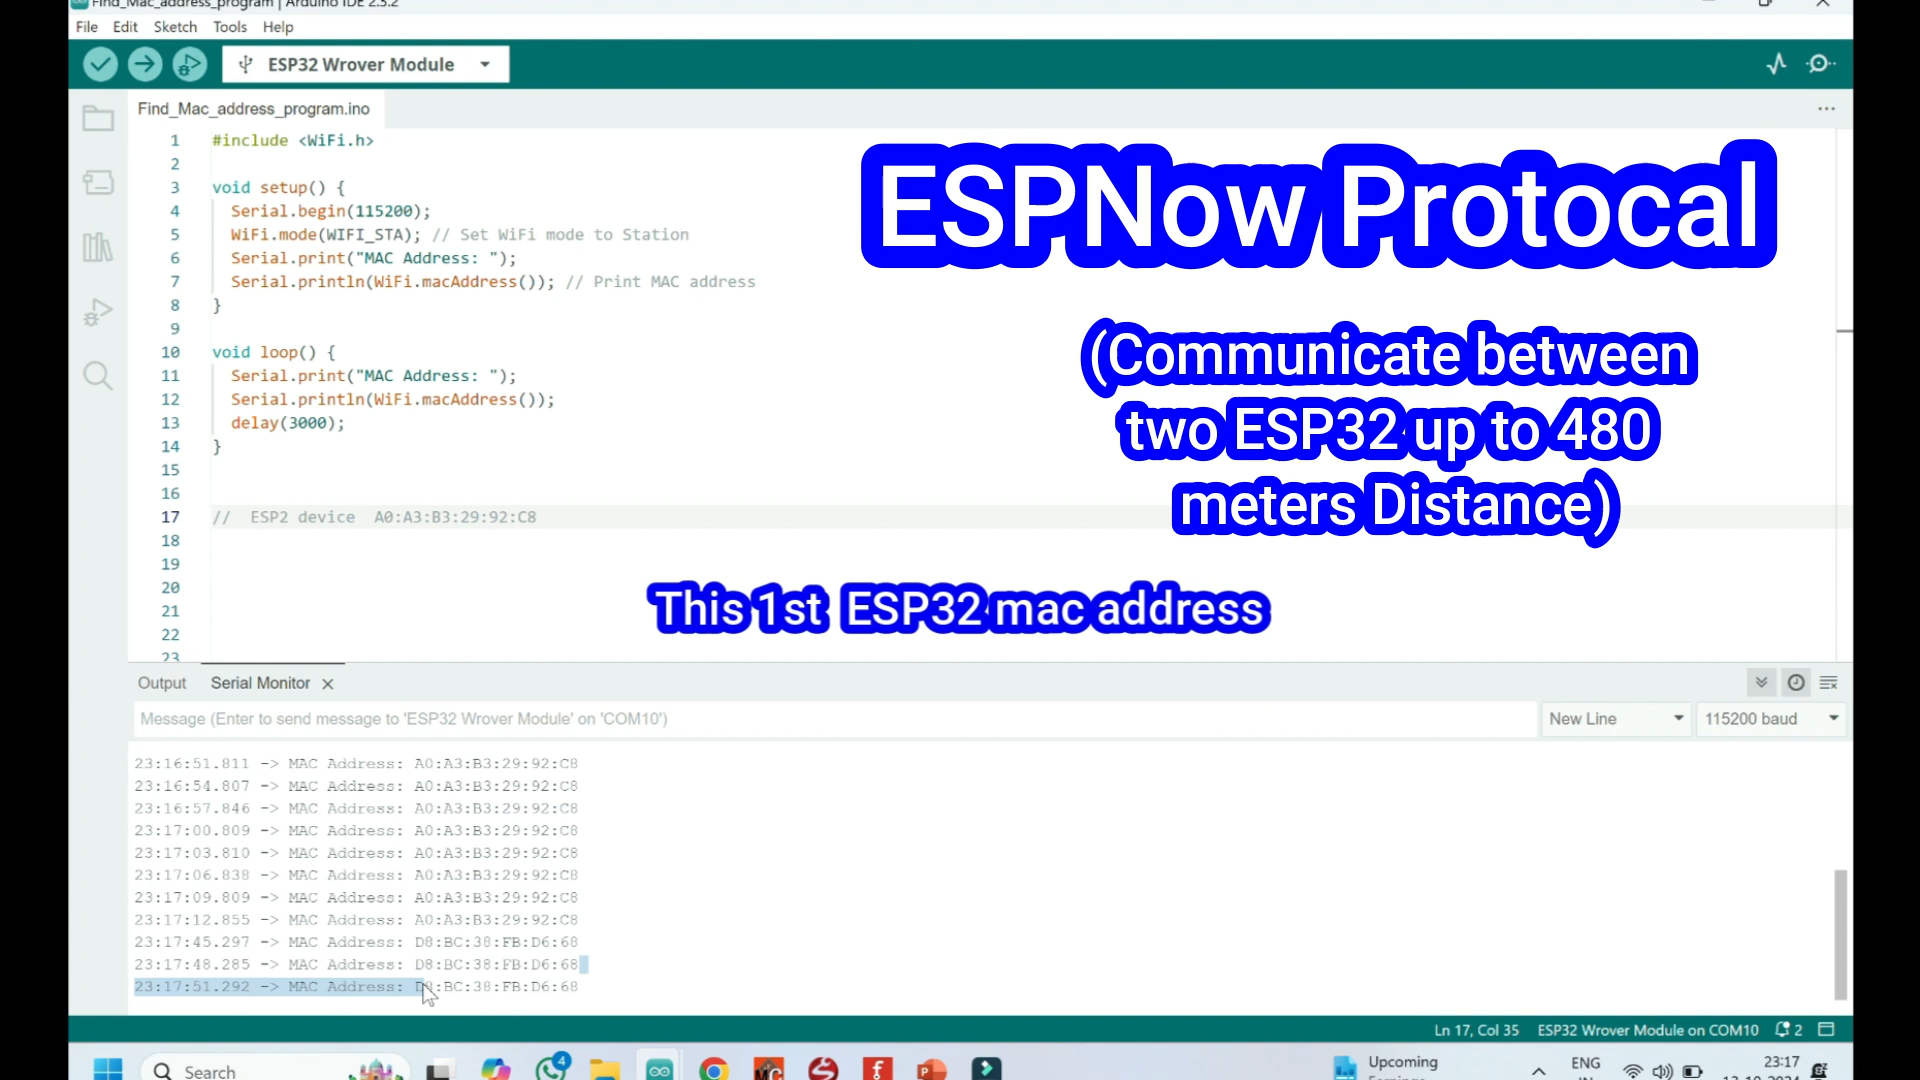 Find_Mac_address_program | Arduino IDE 2.3.2
File Edit Sketch Tools Help
ESP32 Wrover Module
Find_Mac_address_program.ino
1 #include <WiFi.h>
2
3 void setup() {
4 Serial.begin(115200);
5 WiFi.mode(WIFI_STA); // Set WiFi mode to Station
6 Serial.print("MAC Address: ");
7 Serial.println(WiFi.macAddress()); // Print MAC address
8 }
9
10 void loop() {
11 Serial.print("MAC Address: ");
12 Serial.println(WiFi.macAddress());
13 delay(3000);
14 }
15
16
17 // ESP2 device A0:A3:B3:29:92:C8
18
19
20
21
22
23
ESPNow Protocal
(Communicate between
two ESP32 up to 480
meters Distance)
This 1st ESP32 mac address
Output Serial Monitor
Message (Enter to send message to 'ESP32 Wrover Module' on 'COM10')
New Line
115200 baud
23:16:51.811 -> MAC Address: A0:A3:B3:29:92:C8
23:16:54.807 -> MAC Address: A0:A3:B3:29:92:C8
23:16:57.846 -> MAC Address: A0:A3:B3:29:92:C8
23:17:00.809 -> MAC Address: A0:A3:B3:29:92:C8
23:17:03.810 -> MAC Address: A0:A3:B3:29:92:C8
23:17:06.838 -> MAC Address: A0:A3:B3:29:92:C8
23:17:09.809 -> MAC Address: A0:A3:B3:29:92:C8
23:17:12.855 -> MAC Address: A0:A3:B3:29:92:C8
23:17:45.297 -> MAC Address: D8:BC:38:FB:D6:68
23:17:48.285 -> MAC Address: D8:BC:38:FB:D6:68
23:17:51.292 -> MAC Address: D8:BC:38:FB:D6:68
Ln 17, Col 35 ESP32 Wrover Module on COM10 2
Search
4
Upcoming
ENG
23:17